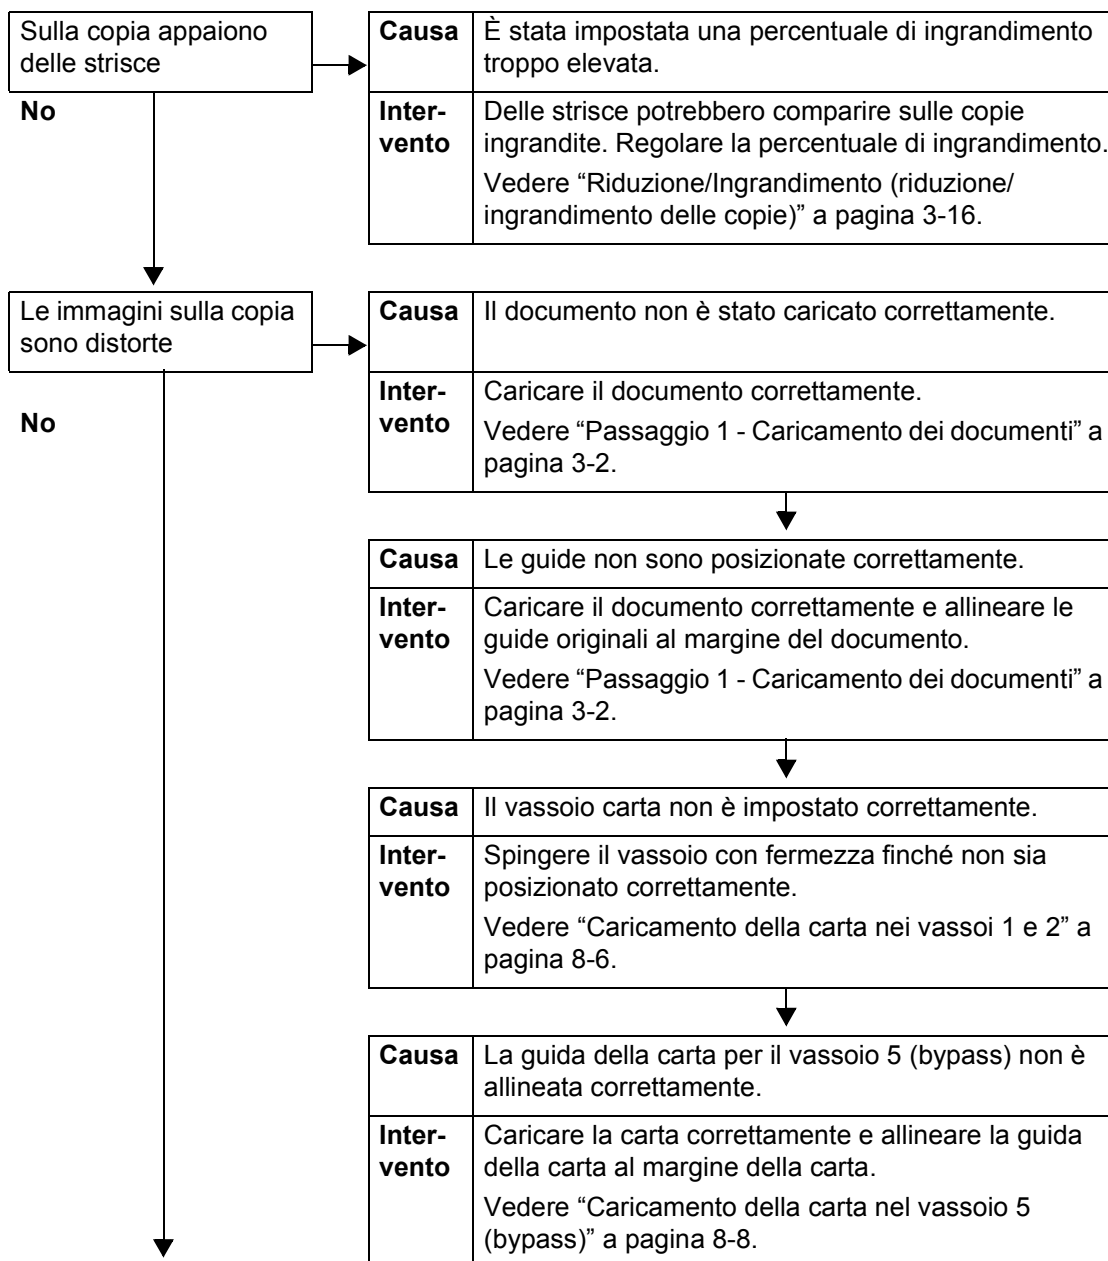 Sulla copia appaiono
delle strisce
Causa
È stata impostata una percentuale di ingrandimento
troppo elevata.
No
Inter-
vento
Delle strisce potrebbero comparire sulle copie
ingrandite. Regolare la percentuale di ingrandimento.
Vedere “Riduzione/Ingrandimento (riduzione/
ingrandimento delle copie)” a pagina 3-16.
Le immagini sulla copia
sono distorte
Causa
Il documento non è stato caricato correttamente.
No
Inter-
vento
Caricare il documento correttamente.
Vedere “Passaggio 1 - Caricamento dei documenti” a
pagina 3-2.
Causa
Le guide non sono posizionate correttamente.
Inter-
vento
Caricare il documento correttamente e allineare le
guide originali al margine del documento.
Vedere “Passaggio 1 - Caricamento dei documenti” a
pagina 3-2.
Causa
Il vassoio carta non è impostato correttamente.
Inter-
vento
Spingere il vassoio con fermezza finché non sia
posizionato correttamente.
Vedere “Caricamento della carta nei vassoi 1 e 2” a
pagina 8-6.
Causa
La guida della carta per il vassoio 5 (bypass) non è
allineata correttamente.
Inter-
vento
Caricare la carta correttamente e allineare la guida
della carta al margine della carta.
Vedere “Caricamento della carta nel vassoio 5
(bypass)” a pagina 8-8.